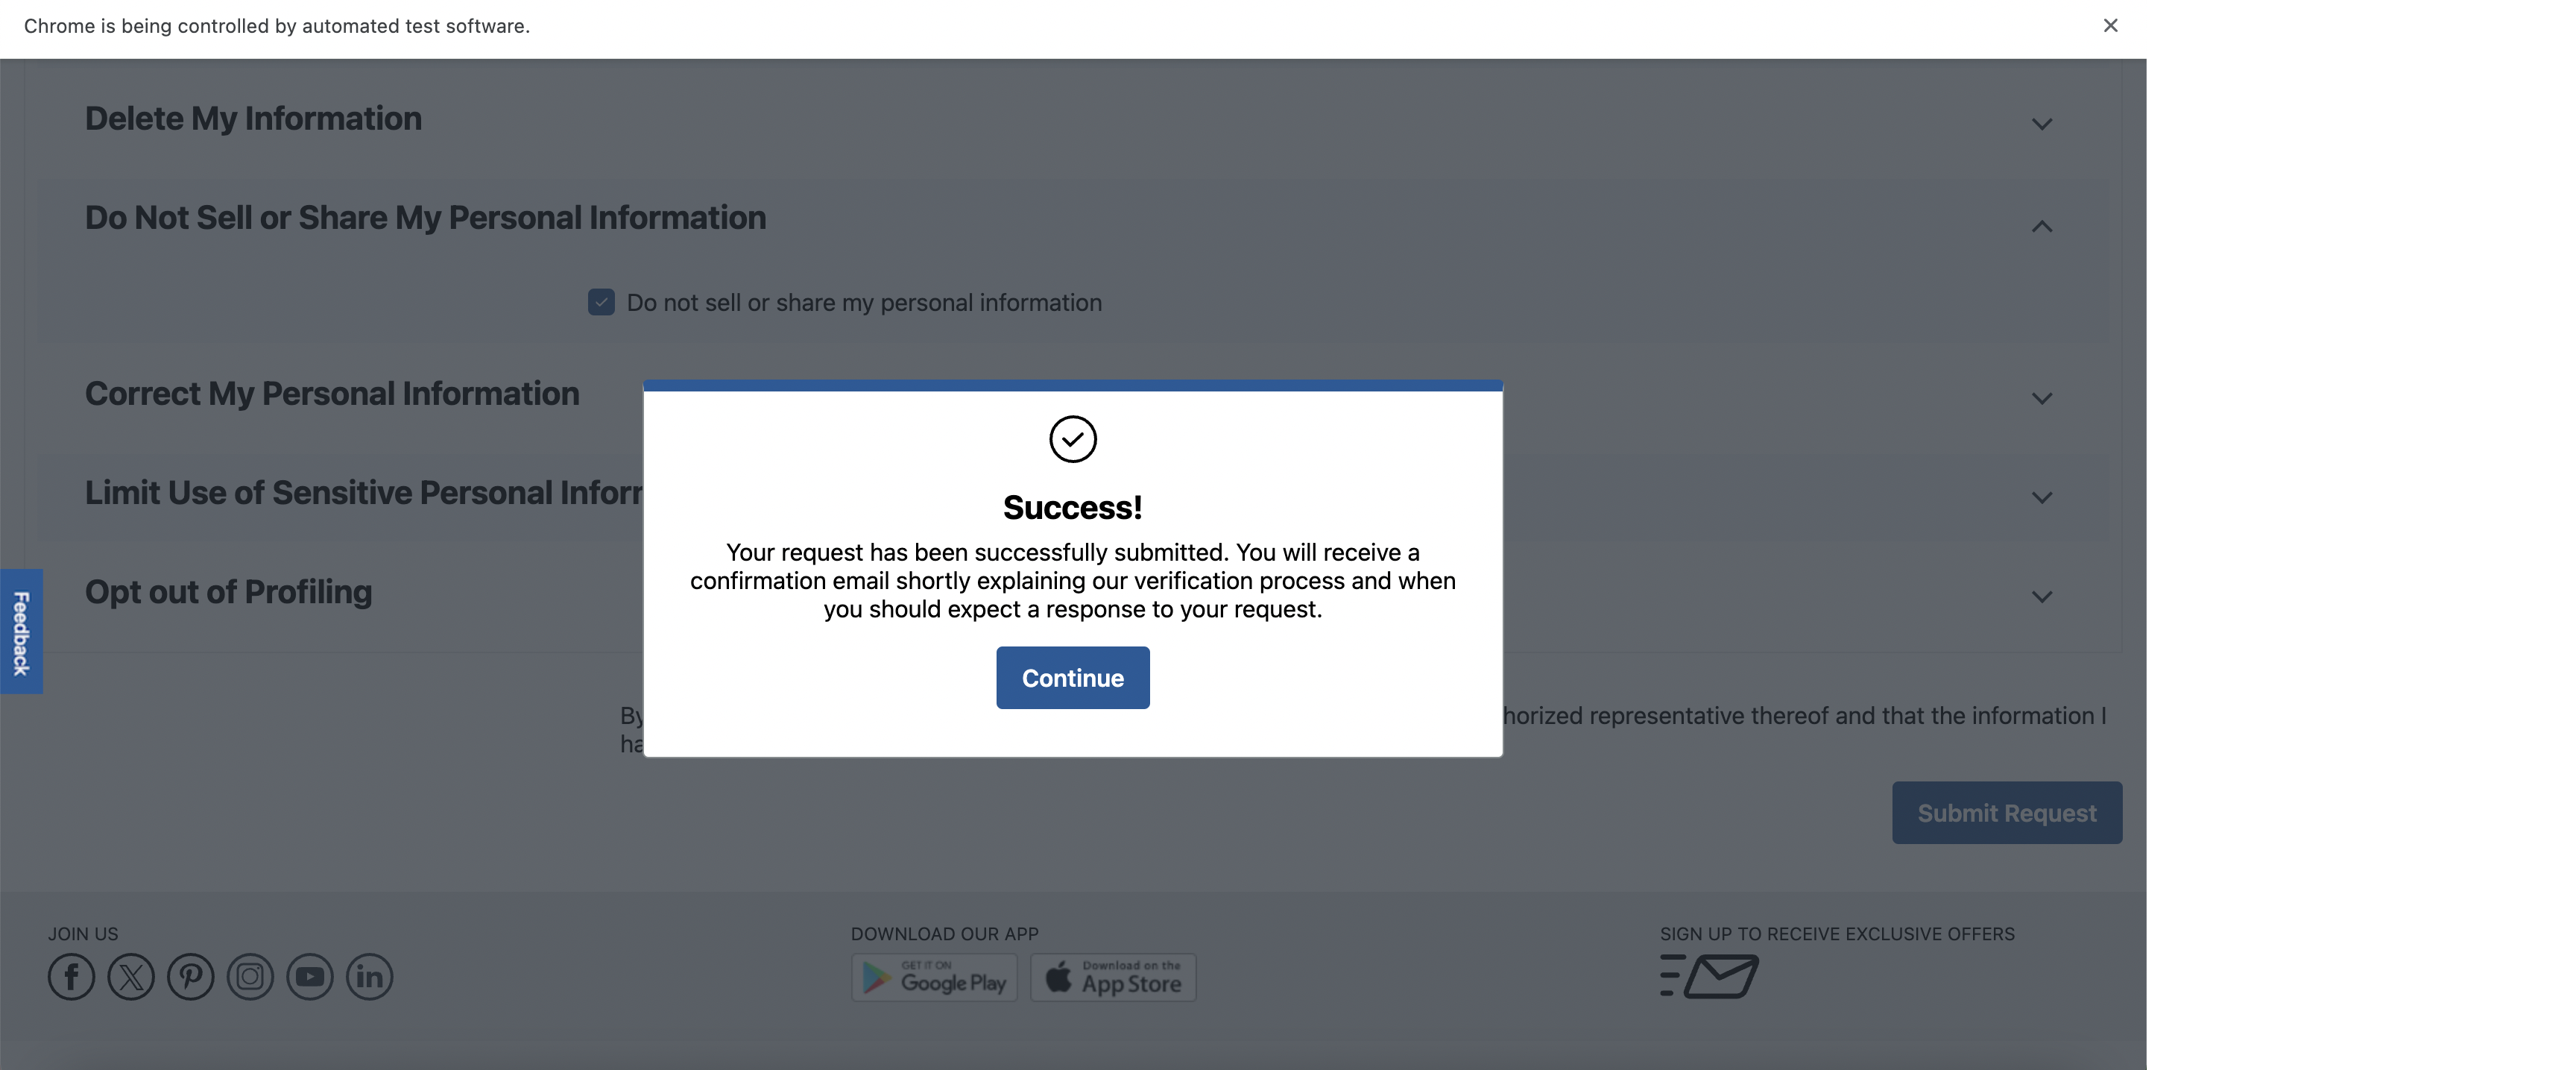 Chrome is being controlled by automated test software.
Delete My Information
Do Not Sell or Share My Personal Information
Do not sell or share my personal information
Correct My Personal Information
Limit Use of Sensitive Personal
Success!
Your request has been successfully submitted. You will receive a
confirmation email shortly explaining our verification process and when
you should expect a response to your request.
Continue
Opt out of Profiling
Feedback
By
representative thereof and that the information I
Submit Request
JOIN US
DOWNLOAD OUR APP
GET IT ON
Google Play
Download on the
App Store
SIGN UP TO RECEIVE EXCLUSIVE OFFERS